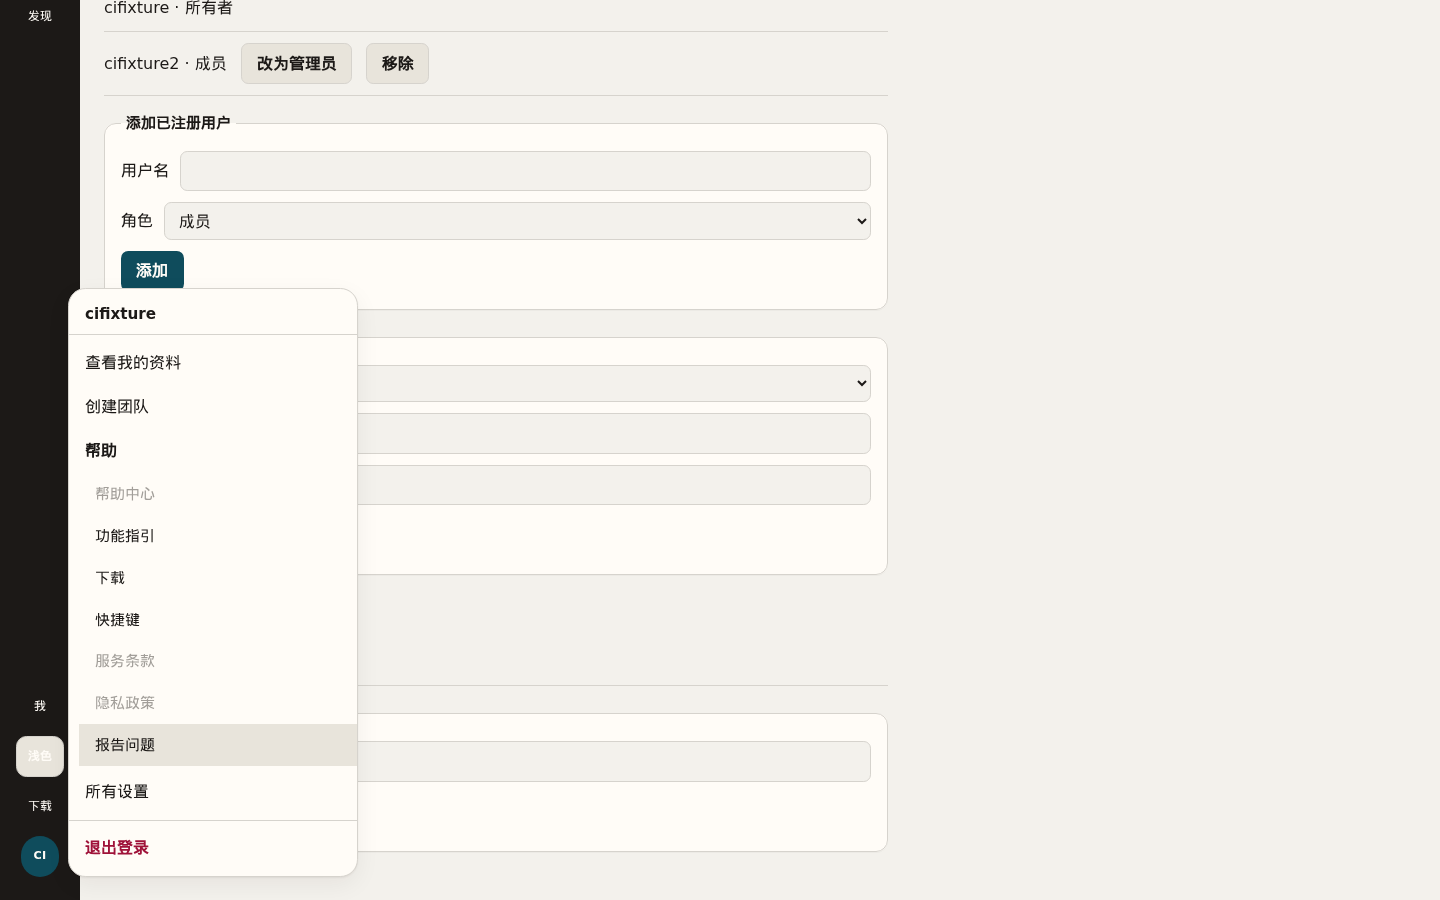 发现
cifixture · 所有者
cifixture2 · 成员 改为管理员 移除
添加已注册用户
用户名
角色 成员
添加
cifixture
查看我的资料
创建团队
帮助
帮助中心
功能指引
下载
快捷键
服务条款
隐私政策
报告问题
所有设置
退出登录
我
浅色
下载
CI